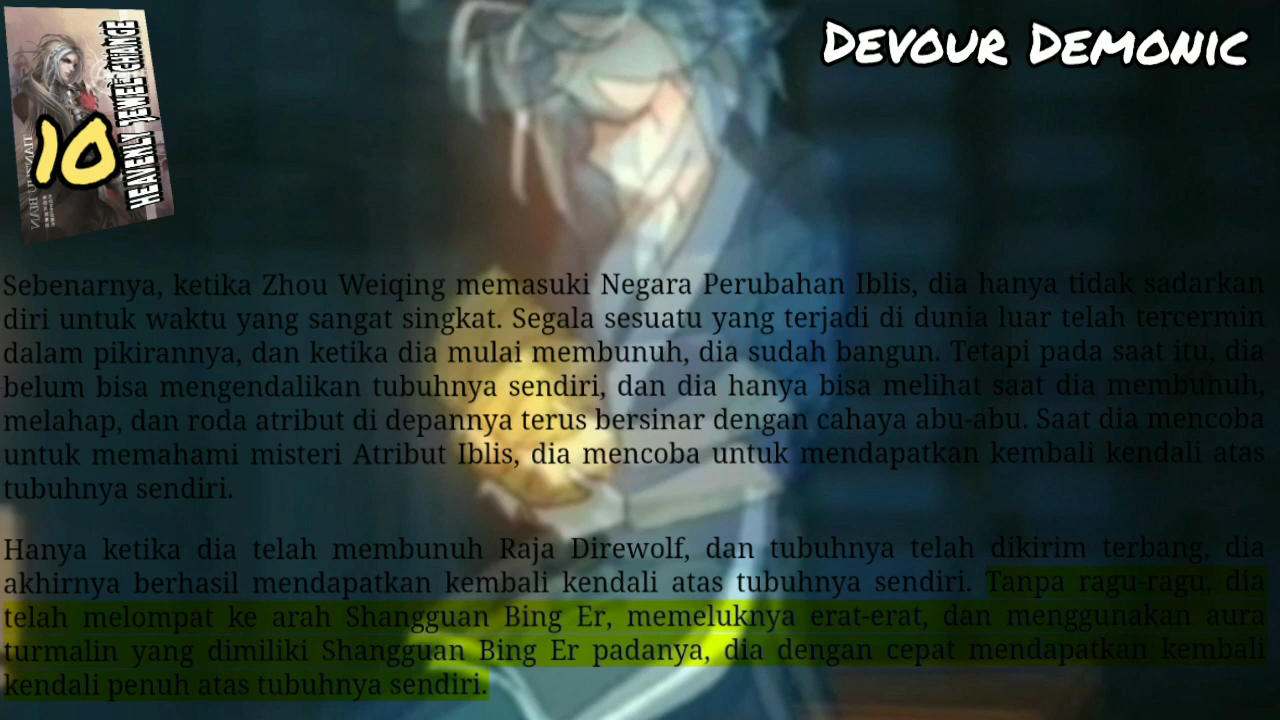 Devour Demonic
HEAVENLY JEWEL CHANGE
10
Sebenarnya, ketika Zhou Weiqing memasuki Negara Perubahan Iblis, dia hanya tidak sadarkan
diri untuk waktu yang sangat singkat. Segala sesuatu yang terjadi di dunia luar telah tercermin
dalam pikirannya, dan ketika dia mulai membunuh, dia sudah bangun. Tetapi pada saat itu, dia
belum bisa mengendalikan tubuhnya sendiri, dan dia hanya bisa melihat saat dia membunuh,
melahap, dan roda atribut di depannya terus bersinar dengan cahaya abu-abu. Saat dia mencoba
untuk memahami misteri Atribut Iblis, dia mencoba untuk mendapatkan kembali kendali atas
tubuhnya sendiri.
Hanya ketika dia telah membunuh Raja Direwolf, dan tubuhnya telah dikirim terbang, dia
akhirnya berhasil mendapatkan kembali kendali atas tubuhnya sendiri. Tanpa ragu-ragu, dia
telah melompat ke arah Shangguan Bing Er, memeluknya erat-erat, dan menggunakan aura
turmalin yang dimiliki Shangguan Bing Er padanya, dia dengan cepat mendapatkan kembali
kendali penuh atas tubuhnya sendiri.